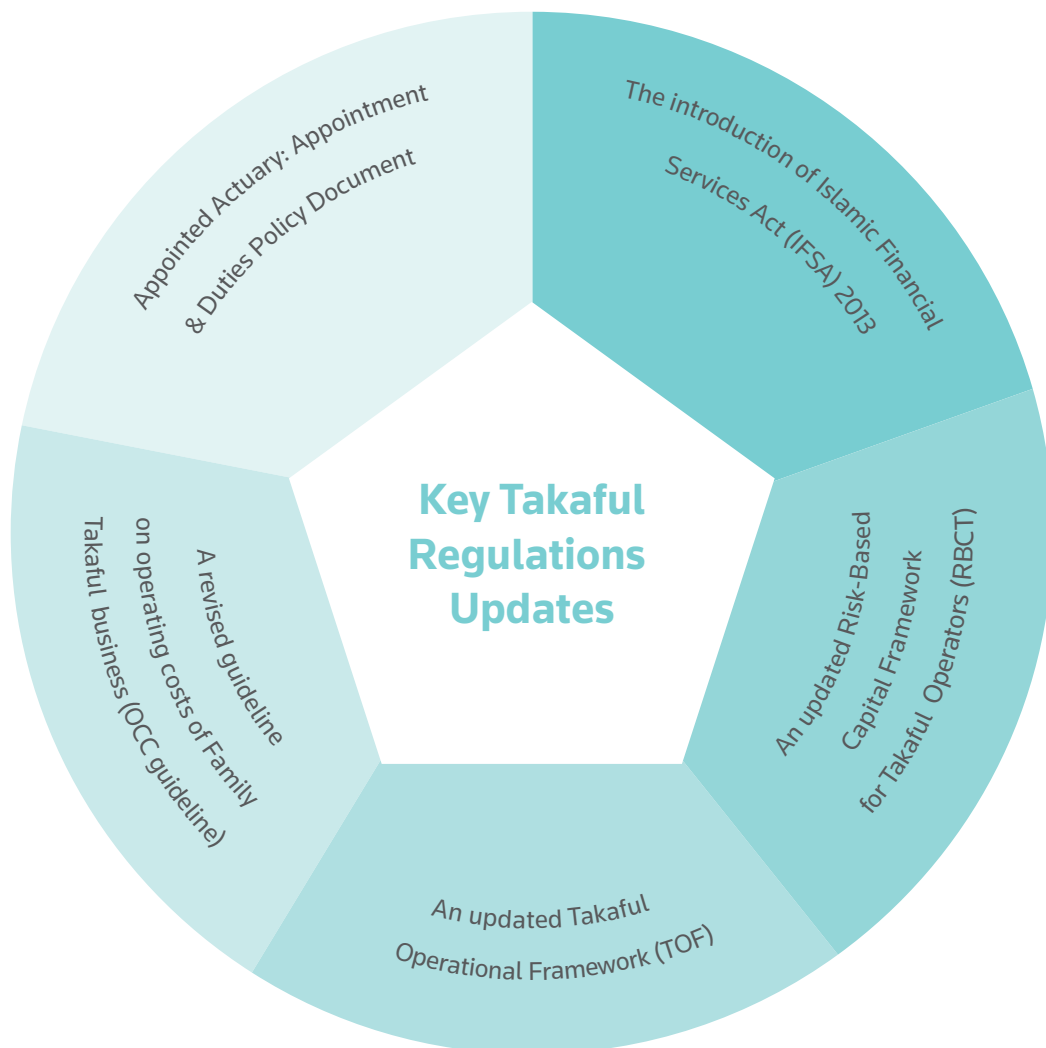 Key Takaful
Regulations
Updates
The introduction of Islamic Financial
Services Act (IFSA) 2013
An updated Risk-Based
Capital Framework
for Takaful Operators (RBCT)
An updated Takaful
Operational Framework (TOF)
A revised guideline
on operating costs of Family
Takaful business (OCC guideline)
Appointed Actuary: Appointment
& Duties Policy Document